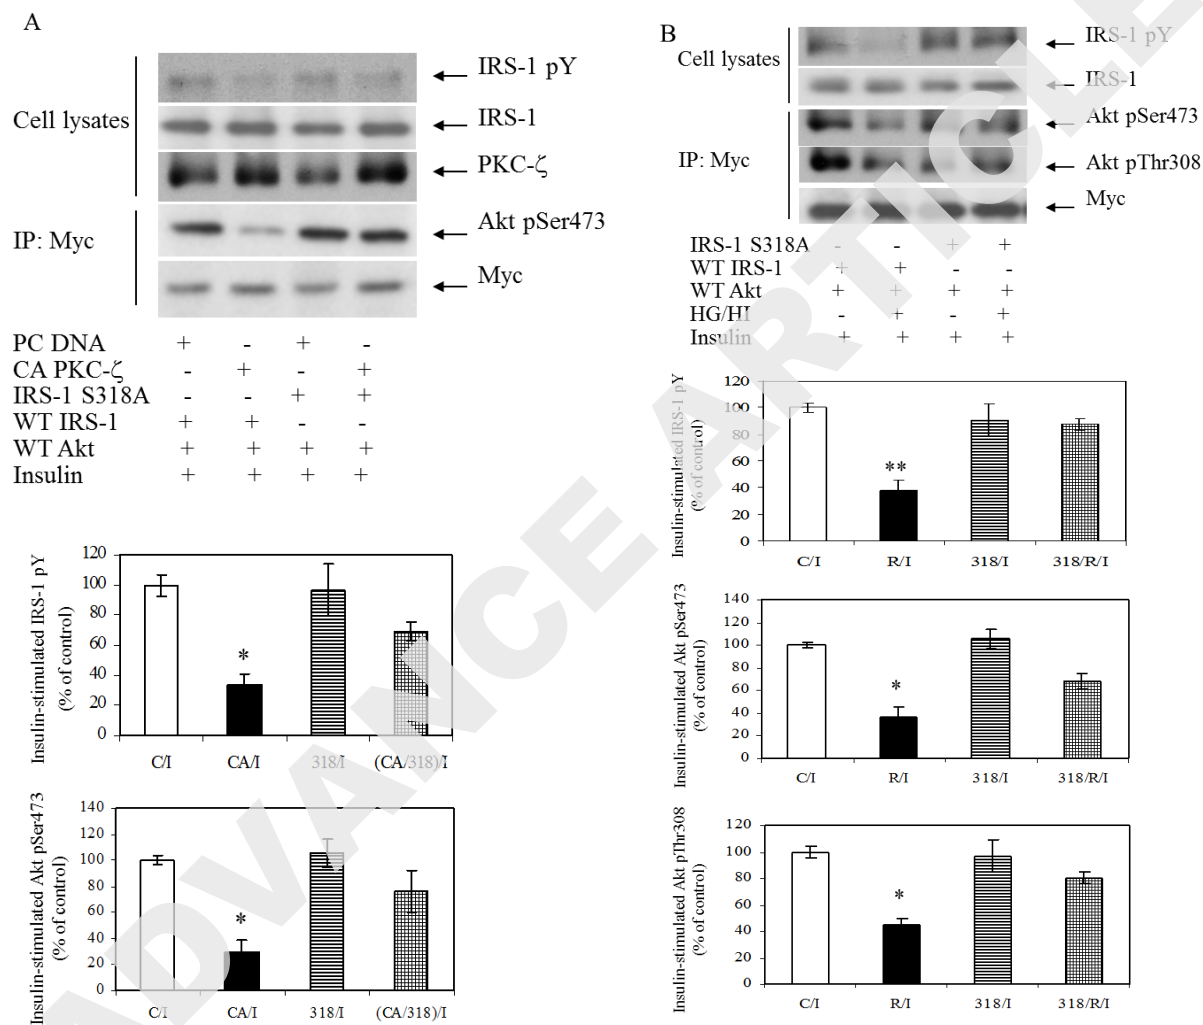 A
Cell lysates
IRS-1 pY
IRS-1
PKC-ζ
IP: Myc
Akt pSer473
Myc
PC DNA + - + -
CA PKC-ζ - + - +
IRS-1 S318A - - + +
WT IRS-1 + + - -
WT Akt + + + +
Insulin + + + +
Insulin-stimulated IRS-1 pY
(% of control)
120
100
80
60
40
20
0
*
C/I CA/I 318/I (CA/318)/I
Insulin-stimulated Akt pSer473
(% of control)
140
120
100
80
60
40
20
0
*
C/I CA/I 318/I (CA/318)/I
B
Cell lysates
IRS-1 pY
IRS-1
IP: Myc
Akt pSer473
Akt pThr308
Myc
IRS-1 S318A - - + +
WT IRS-1 + + - -
WT Akt + + + +
HG/HI - + - +
Insulin + + + +
Insulin-stimulated IRS-1 pY
(% of control)
120
100
80
60
40
20
0
**
C/I R/I 318/I 318/R/I
Insulin-stimulated Akt pSer473
(% of control)
140
120
100
80
60
40
20
0
*
C/I R/I 318/I 318/R/I
Insulin-stimulated Akt pThr308
(% of control)
120
100
80
60
40
20
0
*
C/I R/I 318/I 318/R/I
ADVANCE ARTICLE